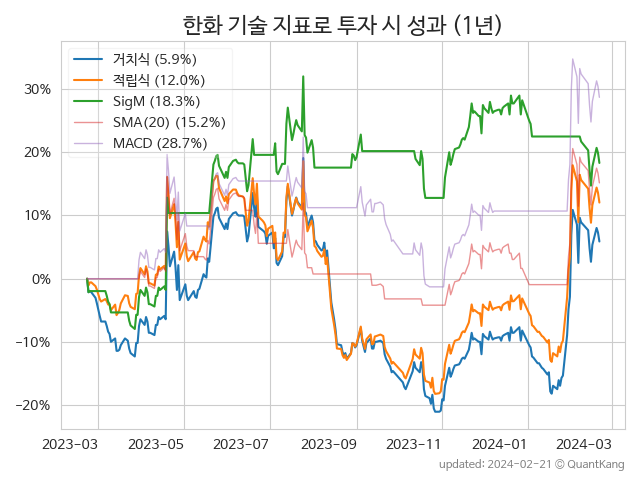 한화 기술 지표로 투자 시 성과 (1년)
거치식 (5.9%)
적립식 (12.0%)
SigM (18.3%)
SMA(20) (15.2%)
MACD (28.7%)
30%
20%
10%
0%
−10%
−20%
2023-03 2023-05 2023-07 2023-09 2023-11 2024-01 2024-03
updated: 2024-02-21 © QuantKang